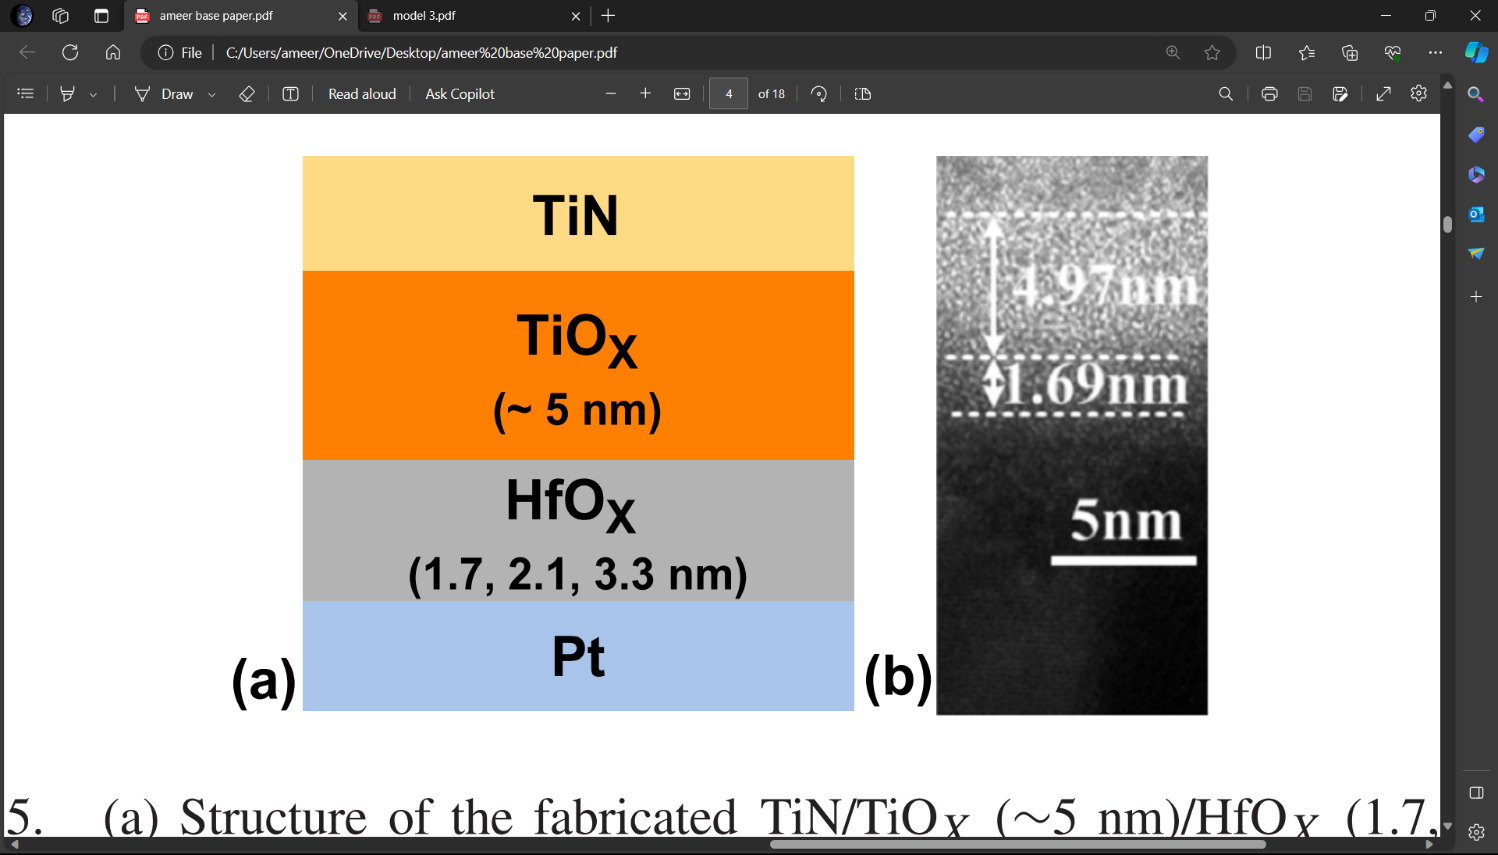 ameer base paper.pdf
model 3.pdf
File
C:/Users/ameer/OneDrive/Desktop/ameer%20base%20paper.pdf
Draw
Read aloud
Ask Copilot
4
of 18
TiN
TiOX
(~ 5 nm)
HfOX
(1.7, 2.1, 3.3 nm)
Pt
(a)
4.97nm
1.69nm
5nm
(b)
5. (a) Structure of the fabricated TiN/TiOX (∼5 nm)/HfOX (1.7,